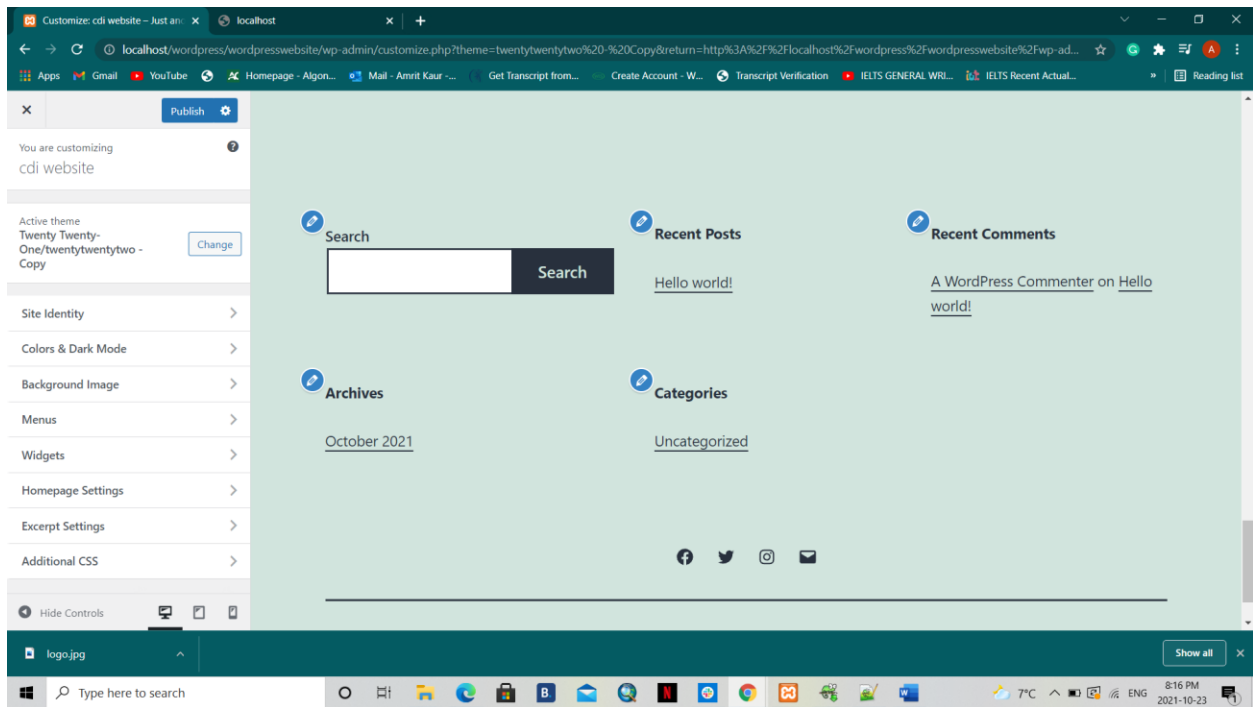 Customize: cdi website – Just and
localhost
localhost/wordpress/wordpresswebsite/wp-admin/customize.php?theme=twentytwentytwo%20-%20Copy&return=http%3A%2F%2Flocalhost%2Fwordpress%2Fwordpresswebsite%2Fwp-ad...
Apps Gmail YouTube Homepage - Algon... Mail - Amrit Kaur -... Get Transcript from... Create Account - W... Transcript Verification IELTS GENERAL WRI... IELTS Recent Actual... » Reading list
Publish
You are customizing
cdi website
Active theme
Twenty Twenty-
One/twentytwentytwo -
Copy
Change
Site Identity
Colors & Dark Mode
Background Image
Menus
Widgets
Homepage Settings
Excerpt Settings
Additional CSS
Hide Controls
Search
Search
Recent Posts
Hello world!
Recent Comments
A WordPress Commenter on Hello
world!
Archives
October 2021
Categories
Uncategorized
logo.jpg
Show all
Type here to search
7°C
ENG
8:16 PM
2021-10-23